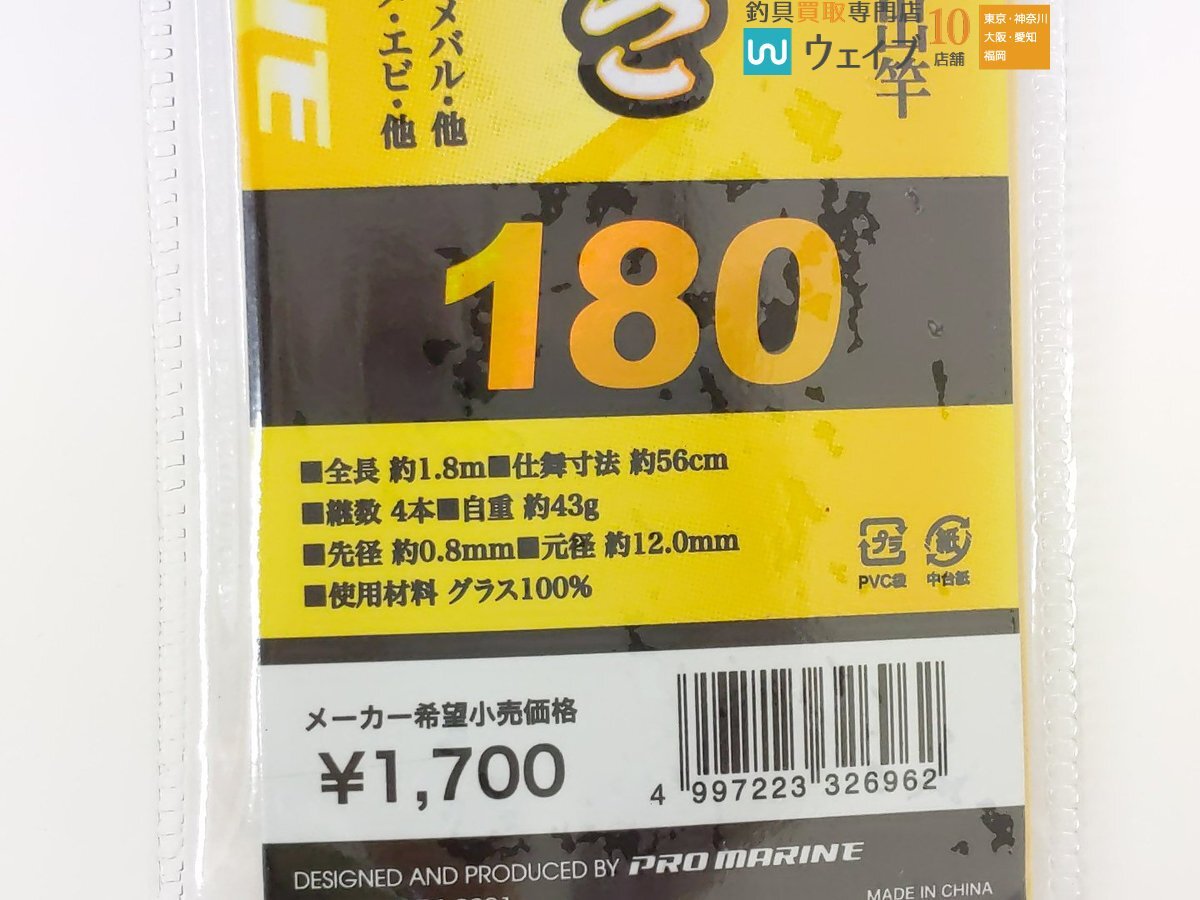 釣具買取専門店
ウェイブ
10
店舗
東京・神奈川
大阪・愛知
福岡
メバル・他
エビ・他
こ
竿
180
■全長 約1.8m■仕舞寸法 約56cm
■継数 4本■自重 約43g
■先径 約0.8mm■元径 約12.0mm
■使用材料 グラス100%
プラ
PVC袋
紙
中台紙
メーカー希望小売価格
¥1,700
4 997223 326962
DESIGNED AND PRODUCED BY PRO MARINE
MADE IN CHINA